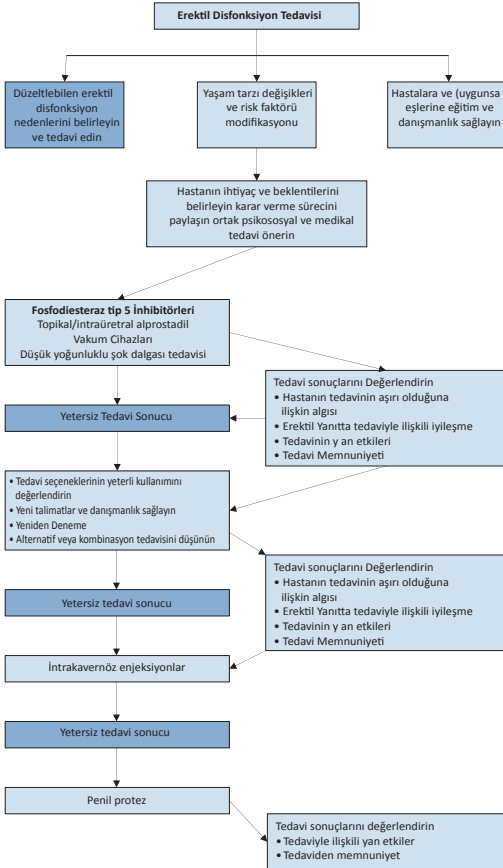 Erektil Disfonksiyon Tedavisi
Düzeltlebilen erektil
disfonksiyon
nedenlerini belirleyin
ve tedavi edin
Yaşam tarzı değişikleri
ve risk faktörü
modifikasyonu
Hastalara ve (uygunsa
eşlerine eğitim ve
danışmanlık sağlayın
Hastanın ihtiyaç ve beklentilerini
belirleyin karar verme sürecini
paylaşın ortak psikososyal ve medikal
tedavi önerin
Fosfodiesteraz tip 5 İnhibitörleri
Topikal/intraüretral alprostadil
Vakum Cihazları
Düşük yoğunluklu şok dalgası tedavisi
Tedavi sonuçlarını Değerlendirin
• Hastanın tedavinin aşırı olduğuna
ilişkin algısı
• Erektil Yanıtta tedaviyle ilişkili iyileşme
• Tedavinin y an etkileri
• Tedavi Memnuniyeti
Yetersiz Tedavi Sonucu
• Tedavi seçeneklerinin yeterli kullanımını
değerlendirin
• Yeni talimatlar ve danışmanlık sağlayın
• Yeniden Deneme
• Alternatif veya kombinasyon tedavisini düşünün
Tedavi sonuçlarını Değerlendirin
• Hastanın tedavinin aşırı olduğuna
ilişkin algısı
• Erektil Yanıtta tedaviyle ilişkili iyileşme
• Tedavinin y an etkileri
• Tedavi Memnuniyeti
Yetersiz tedavi sonucu
İntrakavernöz enjeksiyonlar
Yetersiz tedavi sonucu
Penil protez
Tedavi sonuçlarını değerlendirin
• Tedaviyle ilişkili yan etkiler
• Tedaviden memnuniyet